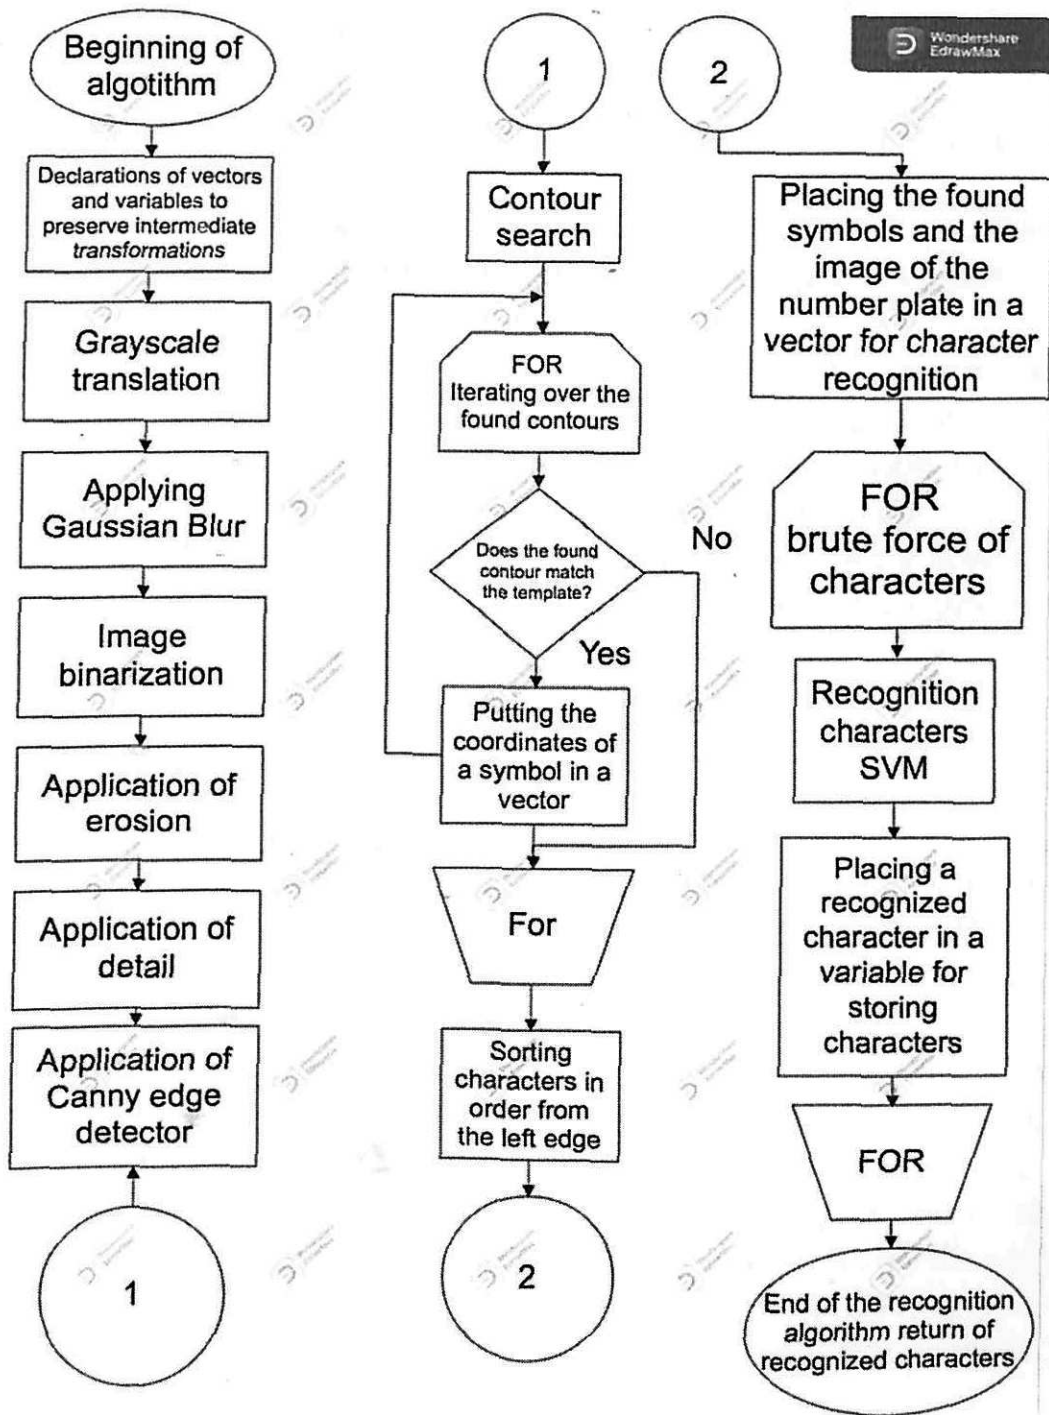 Beginning of
algotithm
Declarations of vectors
and variables to
preserve intermediate
transformations
Grayscale
translation
Applying
Gaussian Blur
Image
binarization
Application of
erosion
Application of
detail
Application of
Canny edge
detector
1
1
Contour
search
FOR
Iterating over the
found contours
Does the found
contour match
the template?
No
Yes
Putting the
coordinates of
a symbol in a
vector
For
Sorting
characters in
order from
the left edge
2
2
Wondershare
EdrawMax
Placing the found
symbols and the
image of the
number plate in a
vector for character
recognition
FOR
brute force of
characters
Recognition
characters
SVM
Placing a
recognized
character in a
variable for
storing
characters
FOR
End of the recognition
algorithm return of
recognized characters